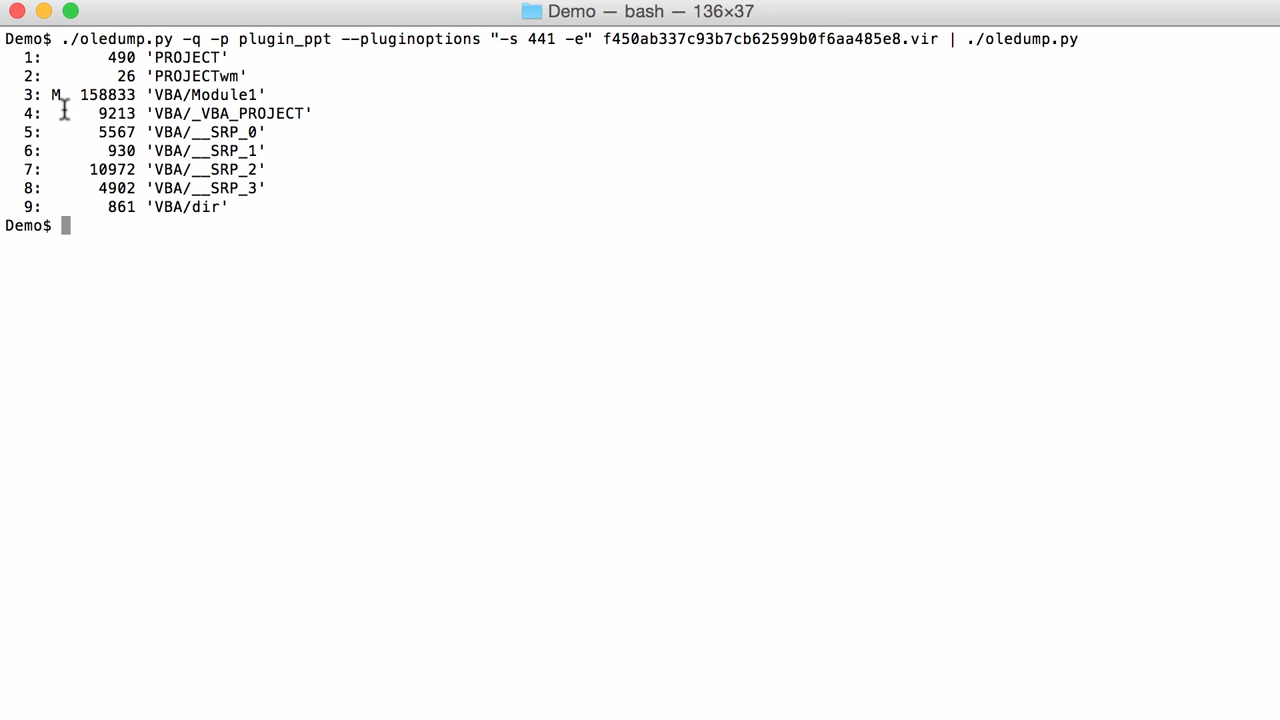 Demo — bash — 136×37
Demo$ ./oledump.py -q -p plugin_ppt --pluginoptions "-s 441 -e" f450ab337c93b7cb62599b0f6aa485e8.vir | ./oledump.py
  1:       490 'PROJECT'
  2:        26 'PROJECTwm'
  3: M  158833 'VBA/Module1'
  4:      9213 'VBA/_VBA_PROJECT'
  5:      5567 'VBA/__SRP_0'
  6:       930 'VBA/__SRP_1'
  7:     10972 'VBA/__SRP_2'
  8:      4902 'VBA/__SRP_3'
  9:       861 'VBA/dir'
Demo$